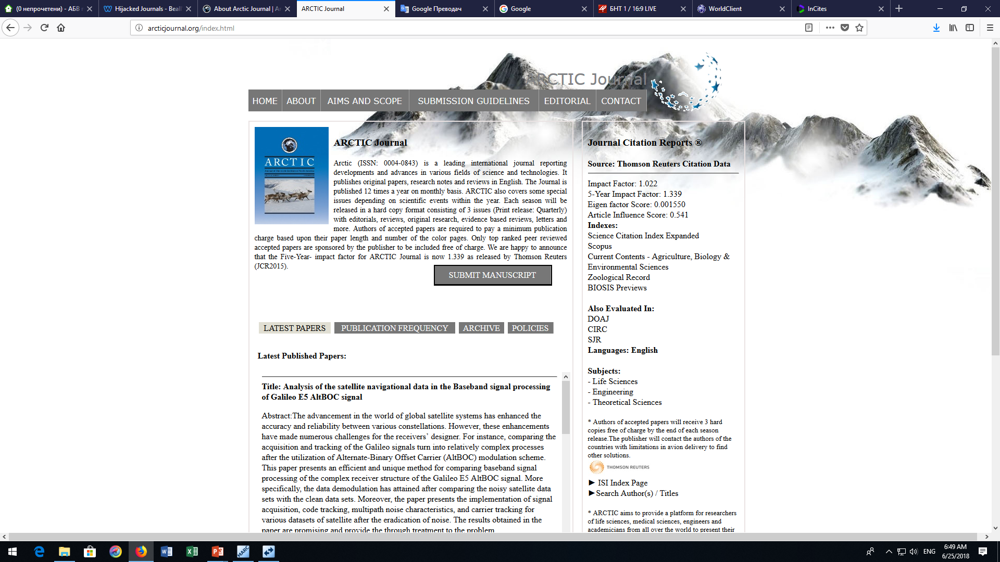 (0 непрочетени) - АБВ
Hijacked Journals - Beall
About Arctic Journal | Ar
ARCTIC Journal
Google Преводач
Google
БНТ 1 / 16:9 LIVE
WorldClient
InCites
arcticjournal.org/index.html
ARCTIC Journal
HOME
ABOUT
AIMS AND SCOPE
SUBMISSION GUIDELINES
EDITORIAL
CONTACT
ARCTIC
ARCTIC Journal
Arctic (ISSN: 0004-0843) is a leading international journal reporting
developments and advances in various fields of science and technologies. It
publishes original papers, research notes and reviews in English. The Journal is
published 12 times a year on monthly basis. ARCTIC also covers some special
issues depending on scientific events within the year. Each season will be
released in a hard copy format consisting of 3 issues (Print release: Quarterly)
with editorials, reviews, original research, evidence based reviews, letters and
more. Authors of accepted papers are required to pay a minimum publication
charge based upon their paper length and number of the color pages. Only top ranked peer reviewed
accepted papers are sponsored by the publisher to be included free of charge. We are happy to announce
that the Five-Year- impact factor for ARCTIC Journal is now 1.339 as released by Thomson Reuters
(JCR2015).
SUBMIT MANUSCRIPT
LATEST PAPERS
PUBLICATION FREQUENCY
ARCHIVE
POLICIES
Latest Published Papers:
Title: Analysis of the satellite navigational data in the Baseband signal processing
of Galileo E5 AltBOC signal
Abstract:The advancement in the world of global satellite systems has enhanced the
accuracy and reliability between various constellations. However, these enhancements
have made numerous challenges for the receivers’ designer. For instance, comparing the
acquisition and tracking of the Galileo signals turn into relatively complex processes
after the utilization of Alternate-Binary Offset Carrier (AltBOC) modulation scheme.
This paper presents an efficient and unique method for comparing baseband signal
processing of the complex receiver structure of the Galileo E5 AltBOC signal. More
specifically, the data demodulation has attained after comparing the noisy satellite data
sets with the clean data sets. Moreover, the paper presents the implementation of signal
acquisition, code tracking, multipath noise characteristics, and carrier tracking for
various datasets of satellite after the eradication of noise. The results obtained in the
paper are promising and provide the through treatment to the problem
Journal Citation Reports ®
Source: Thomson Reuters Citation Data
Impact Factor: 1.022
5-Year Impact Factor: 1.339
Eigen factor Score: 0.001550
Article Influence Score: 0.541
Indexes:
Science Citation Index Expanded
Scopus
Current Contents - Agriculture, Biology &
Environmental Sciences
Zoological Record
BIOSIS Previews
Also Evaluated In:
DOAJ
CIRC
SJR
Languages: English
Subjects:
- Life Sciences
- Engineering
- Theoretical Sciences
* Authors of accepted papers will receive 3 hard
copies free of charge by the end of each season
release.The publisher will contact the authors of the
countries with limitations in avion delivery to find
other solutions.
THOMSON REUTERS
► ISI Index Page
►Search Author(s) / Titles
* ARCTIC aims to provide a platform for researchers
of life sciences, medical sciences, engineers and
academicians from all over the world to present their
MARC
ENG
6:49 AM
6/25/2018